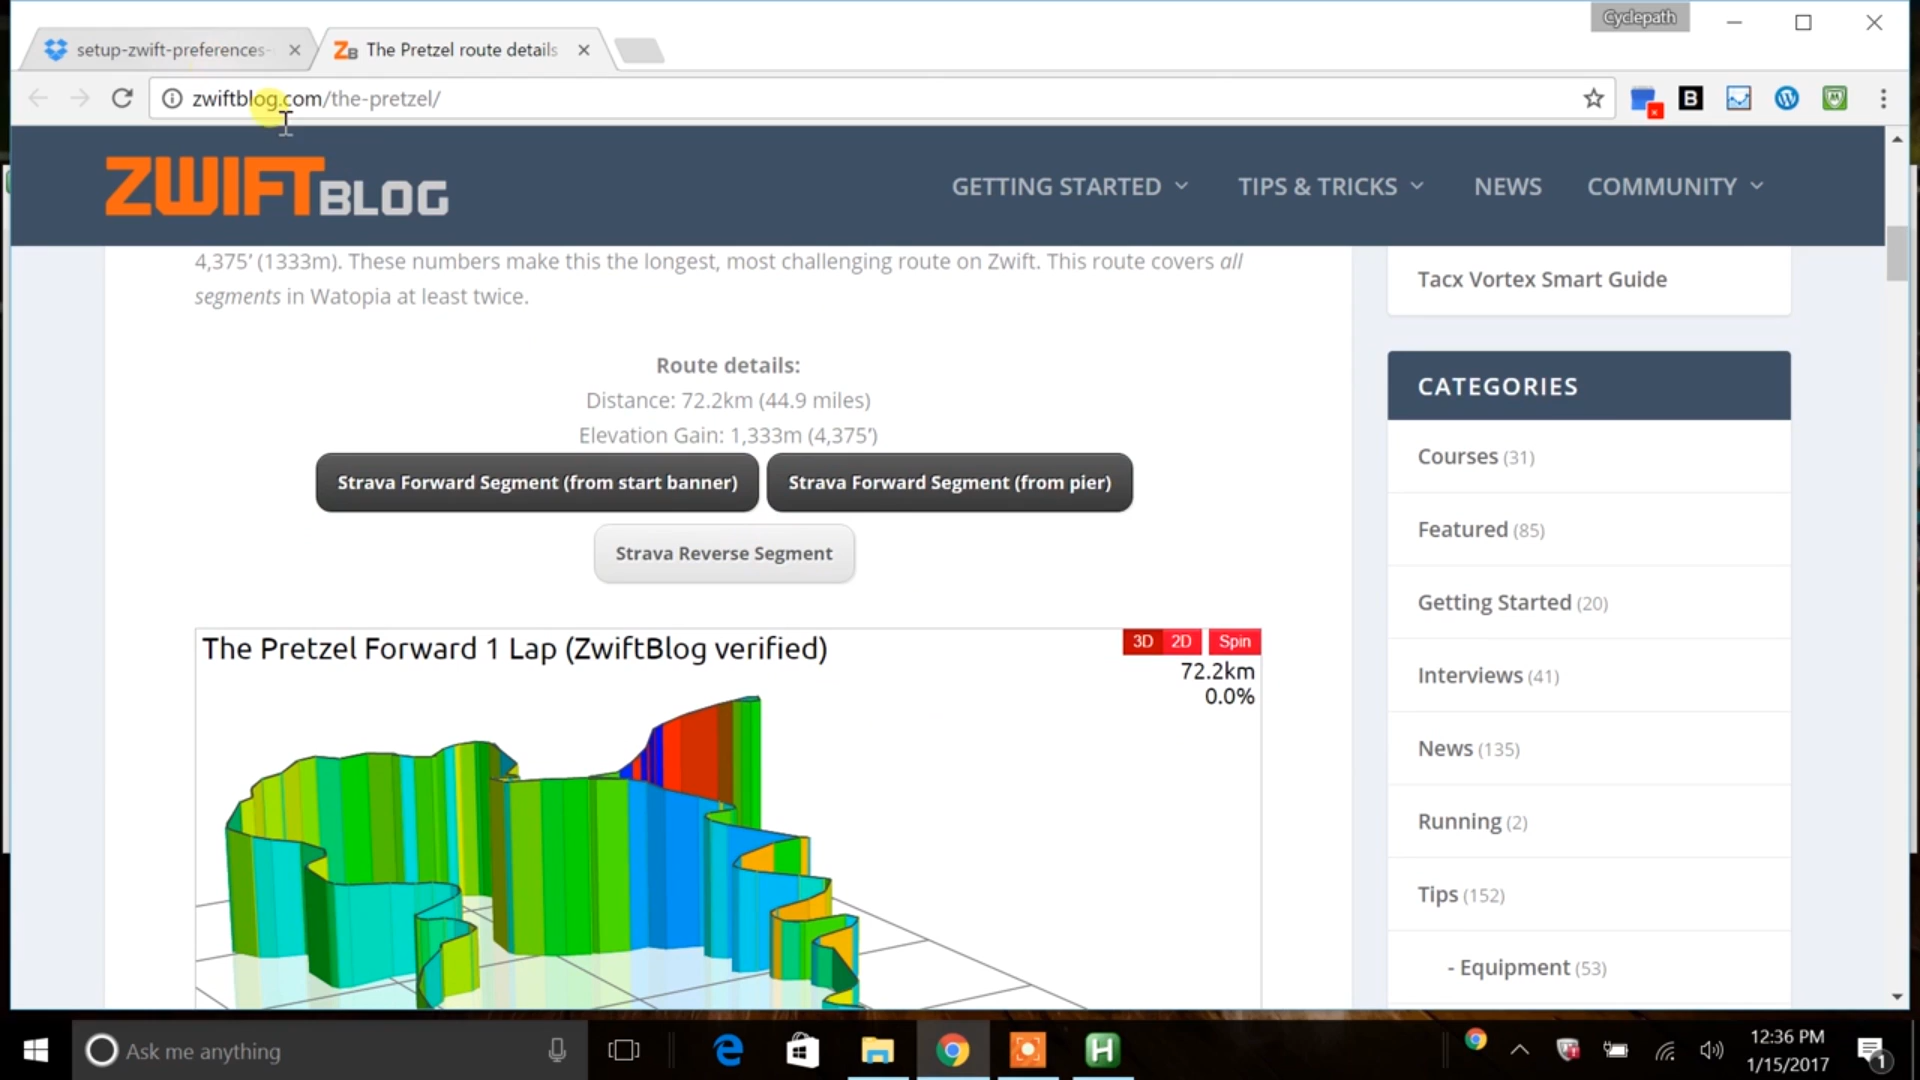 Cyclepath
setup-zwift-preferences-
ZB The Pretzel route details
zwiftblog.com/the-pretzel/
B
ZWIFTBLOG
GETTING STARTED
TIPS & TRICKS
NEWS
COMMUNITY
4,375' (1333m). These numbers make this the longest, most challenging route on Zwift. This route covers all
segments in Watopia at least twice.
Route details:
Distance: 72.2km (44.9 miles)
Elevation Gain: 1,333m (4,375')
Strava Forward Segment (from start banner)
Strava Forward Segment (from pier)
Strava Reverse Segment
The Pretzel Forward 1 Lap (ZwiftBlog verified)
3D 2D Spin
72.2km
0.0%
Tacx Vortex Smart Guide
CATEGORIES
Courses (31)
Featured (85)
Getting Started (20)
Interviews (41)
News (135)
Running (2)
Tips (152)
- Equipment (53)
Ask me anything
H
12:36 PM
1/15/2017
1